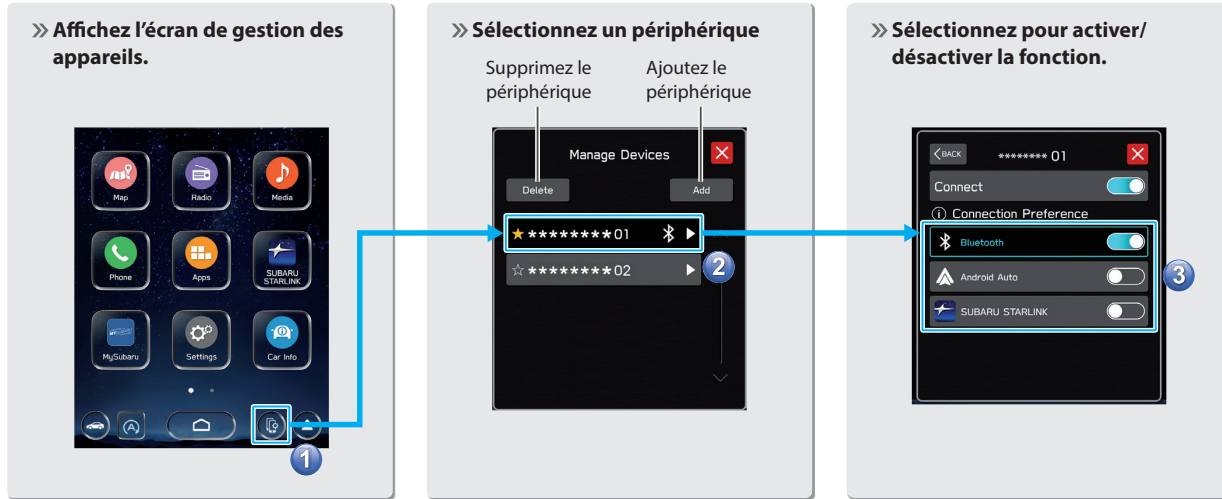 » Affichez l’écran de gestion des
appareils.
Map
Radio
Media
Phone
Apps
SUBARU
STARLINK
MySubaru
Settings
Car Info
A
1
» Sélectionnez un périphérique
Supprimez le
périphérique
Ajoutez le
périphérique
Manage Devices
Delete
Add
★ ********01
☆ ********02
2
» Sélectionnez pour activer/
désactiver la fonction.
BACK
******** 01
Connect
Connection Preference
Bluetooth
Android Auto
SUBARU STARLINK
3